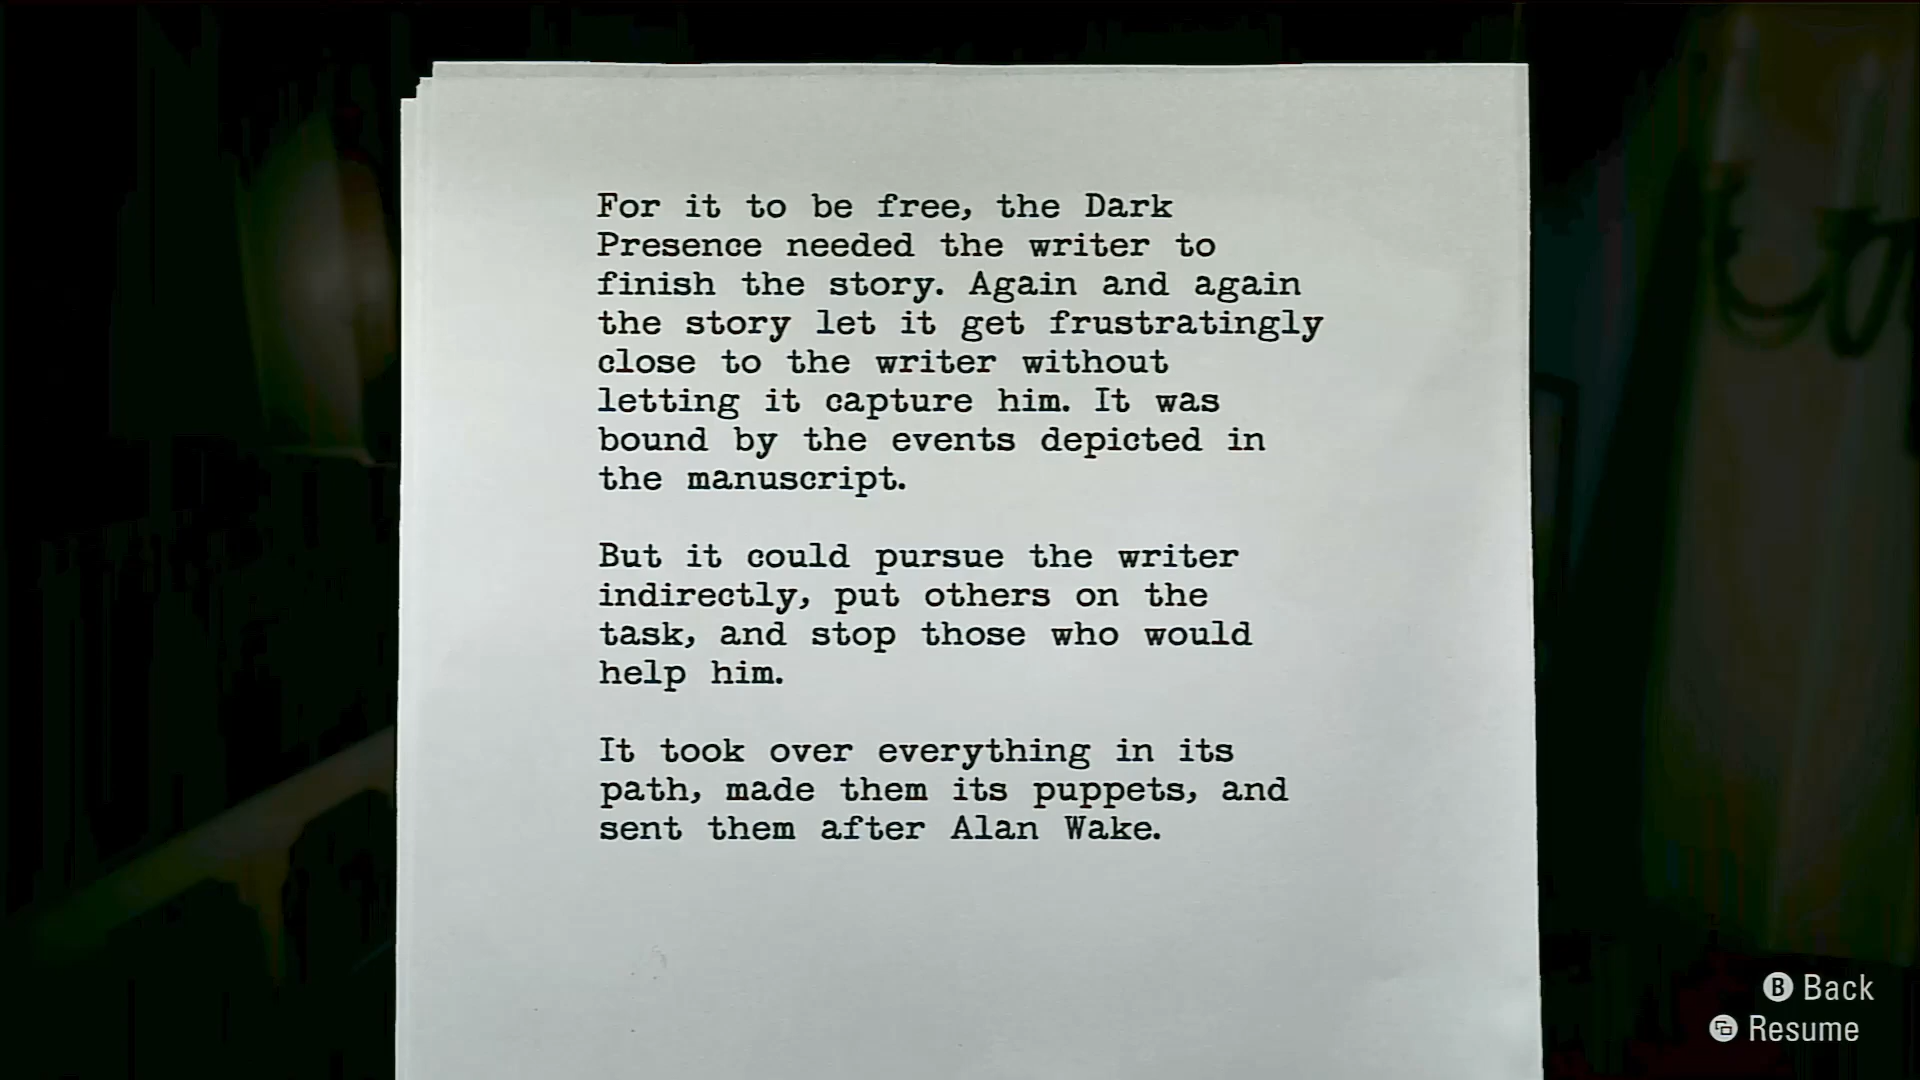 For it to be free, the Dark
Presence needed the writer to
finish the story. Again and again
the story let it get frustratingly
close to the writer without
letting it capture him. It was
bound by the events depicted in
the manuscript.
But it could pursue the writer
indirectly, put others on the
task, and stop those who would
help him.
It took over everything in its
path, made them its puppets, and
sent them after Alan Wake.
B Back
Resume